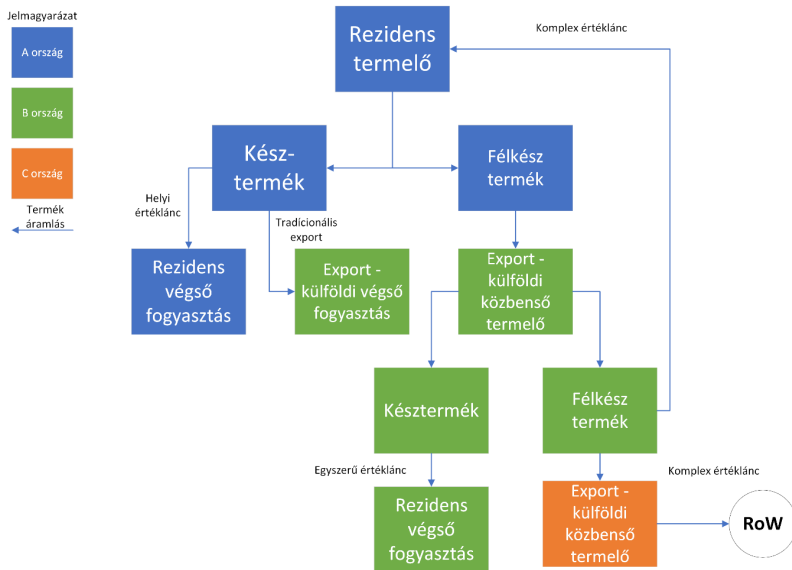 Jelmagyarázat
A ország
B ország
C ország
Termék
áramlás
Rezidens
termelő
Komplex értéklánc
Kész-
termék
Félkész
termék
Helyi
értéklánc
Tradícionális
export
Rezidens
végső
fogyasztás
Export -
külföldi végső
fogyasztás
Export -
külföldi
közbenső
termelő
Késztermék
Félkész
termék
Egyszerű értéklánc
Komplex értéklánc
Rezidens
végső
fogyasztás
Export -
külföldi
közbenső
termelő
RoW